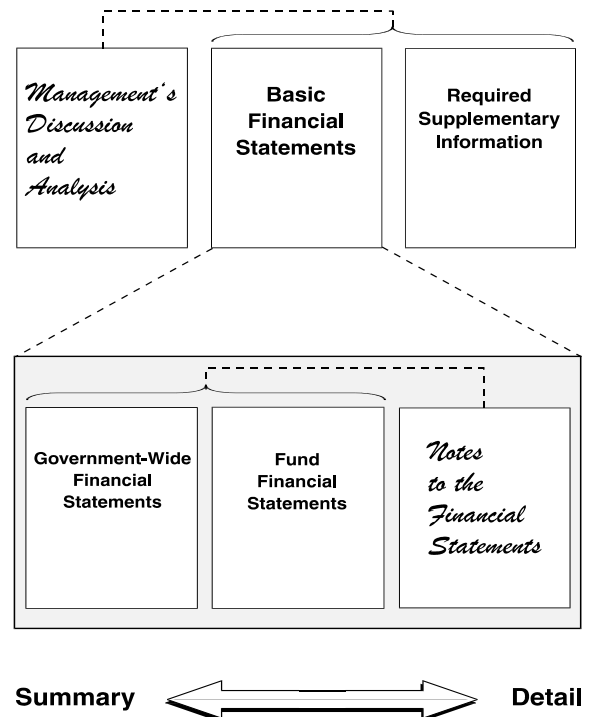 Management's
Discussion
and
Analysis
Basic
Financial
Statements
Required
Supplementary
Information
Government-Wide
Financial
Statements
Fund
Financial
Statements
Notes
to the
Financial
Statements
Summary
Detail